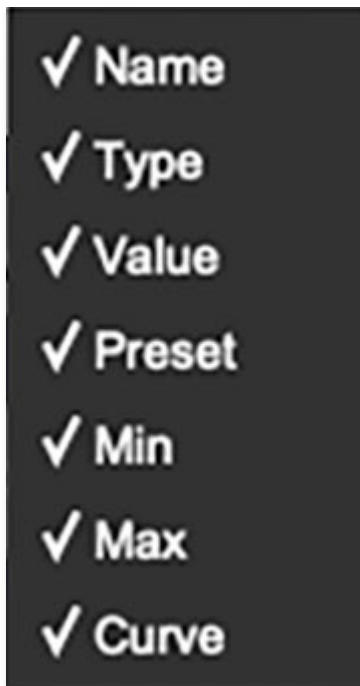 ✓ Name
✓ Type
✓ Value
✓ Preset
✓ Min
✓ Max
✓ Curve